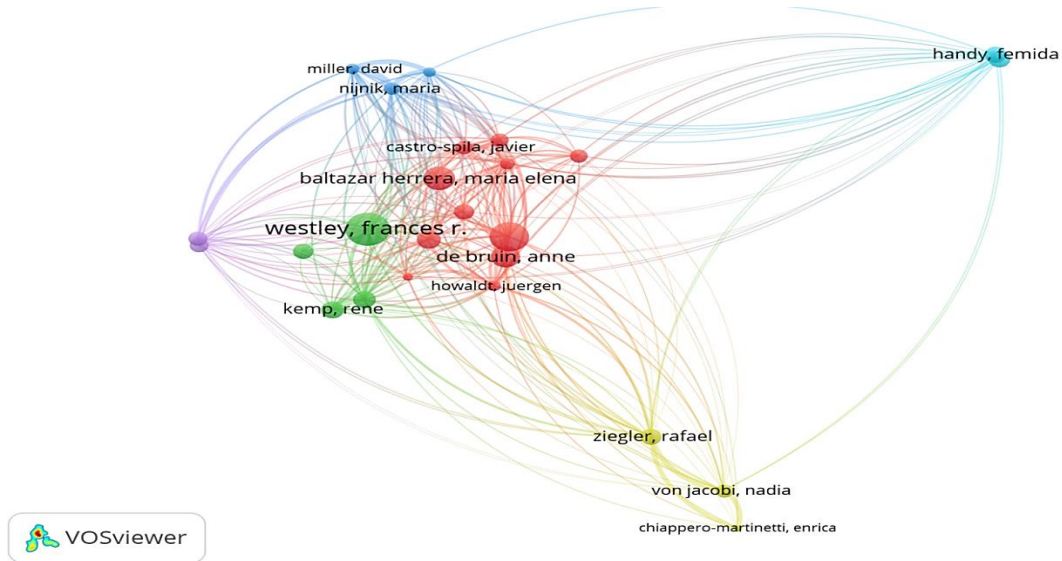 handy, femida
miller, david
nijnik, maria
castro-spila, javier
baltazar herrera, maria elena
westley, frances r.
de bruin, anne
howaldt, juergen
kemp, rene
ziegler, rafael
von jacobi, nadia
chiappero-martinetti, enrica
VOSviewer